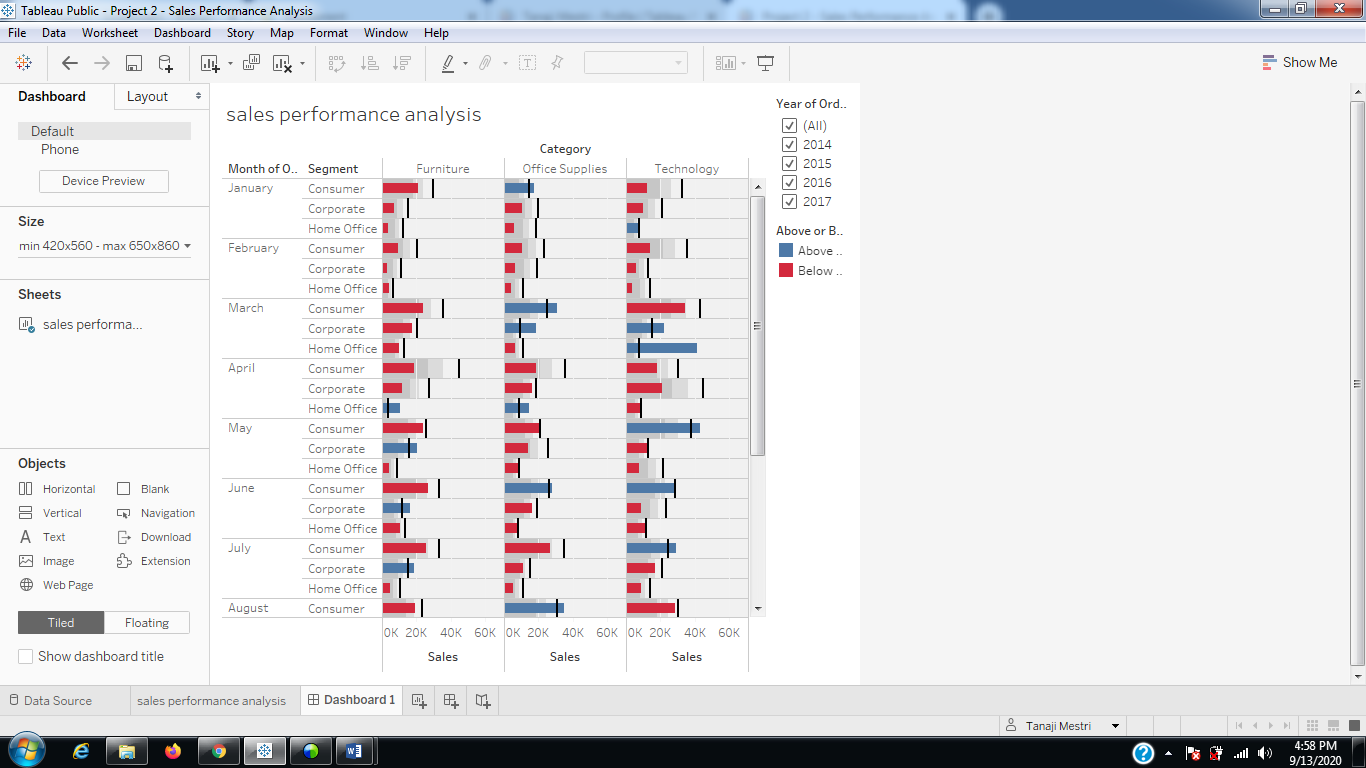 Tableau Public - Project 2 - Sales Performance Analysis
File Data Worksheet Dashboard Story Map Format Window Help
Show Me
Dashboard Layout
Default
Phone
Device Preview
Size
min 420x560 - max 650x860
Sheets
sales performa...
Objects
Horizontal Blank
Vertical Navigation
Text Download
Image Extension
Web Page
Tiled Floating
Show dashboard title
sales performance analysis
Category
Month of O.. Segment Furniture Office Supplies Technology
January Consumer
Corporate
Home Office
February Consumer
Corporate
Home Office
March Consumer
Corporate
Home Office
April Consumer
Corporate
Home Office
May Consumer
Corporate
Home Office
June Consumer
Corporate
Home Office
July Consumer
Corporate
Home Office
August Consumer
0K 20K 40K 60K 0K 20K 40K 60K 0K 20K 40K 60K
Sales Sales Sales
Year of Ord..
(All)
2014
2015
2016
2017
Above or B..
Above ..
Below ..
Data Source sales performance analysis Dashboard 1
Tanaji Mestri
4:58 PM
9/13/2020